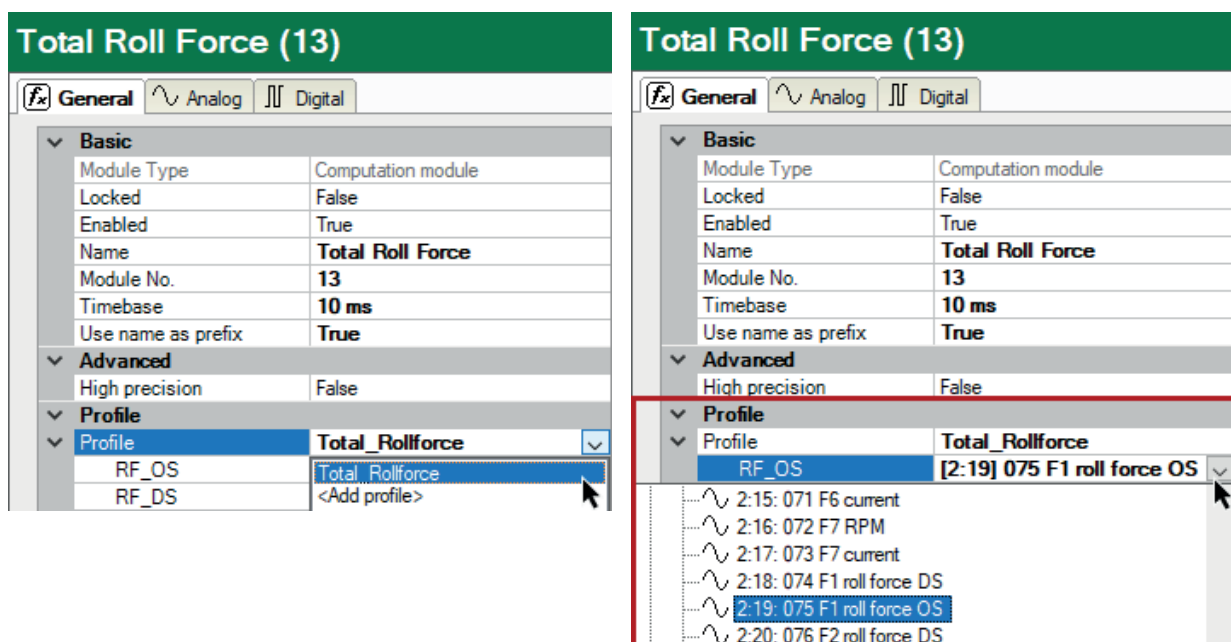 Total Roll Force (13)
General Analog Digital
Basic
Module Type Computation module
Locked False
Enabled True
Name Total Roll Force
Module No. 13
Timebase 10 ms
Use name as prefix True
Advanced
High precision False
Profile
Profile Total_Rollforce
RF_OS Total_Rollforce
RF_DS <Add profile>
Total Roll Force (13)
General Analog Digital
Basic
Module Type Computation module
Locked False
Enabled True
Name Total Roll Force
Module No. 13
Timebase 10 ms
Use name as prefix True
Advanced
High precision False
Profile
Profile Total_Rollforce
RF_OS [2:19] 075 F1 roll force OS
2:15: 071 F6 current
2:16: 072 F7 RPM
2:17: 073 F7 current
2:18: 074 F1 roll force DS
2:19: 075 F1 roll force OS
2:20: 076 F2 roll force DS